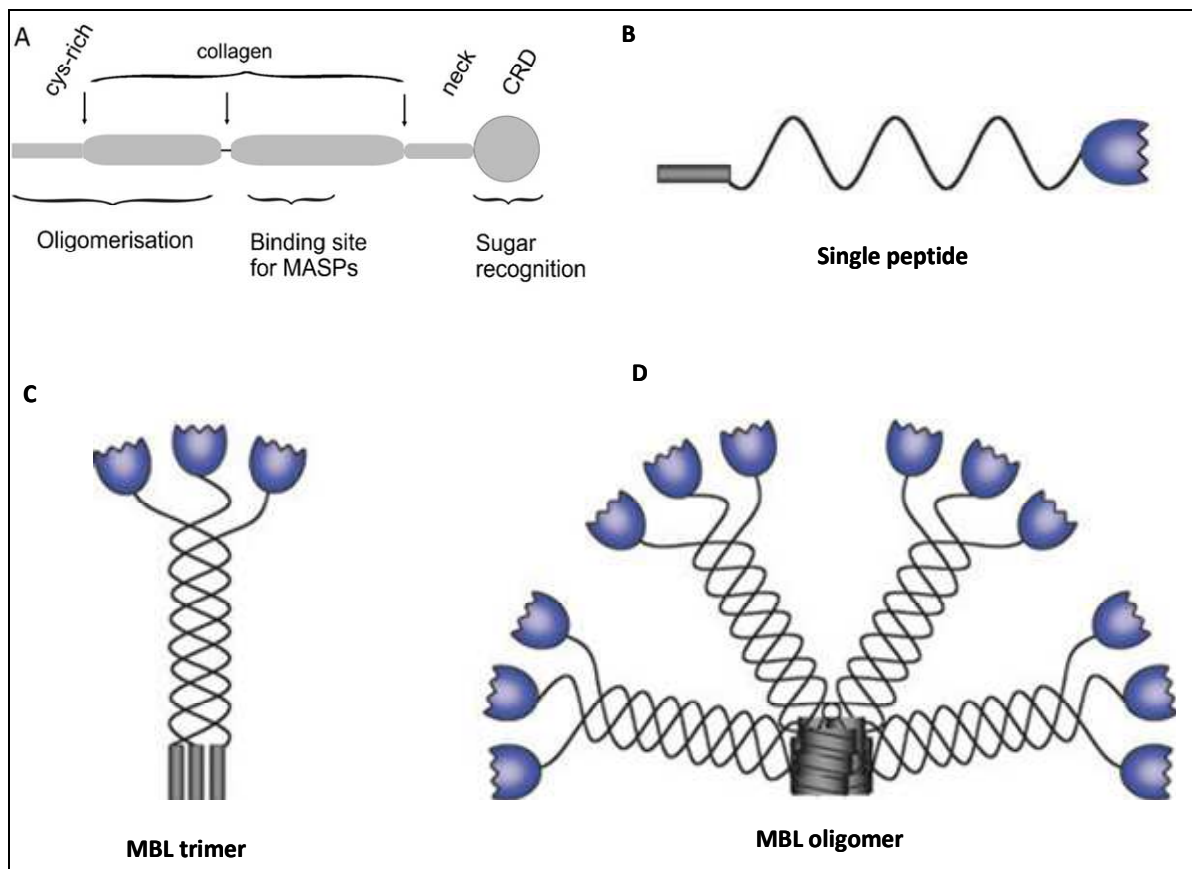 A
cys-rich
collagen
neck
CRD
Oligomerisation
Binding site
for MASPs
Sugar
recognition
B
Single peptide
C
MBL trimer
D
MBL oligomer